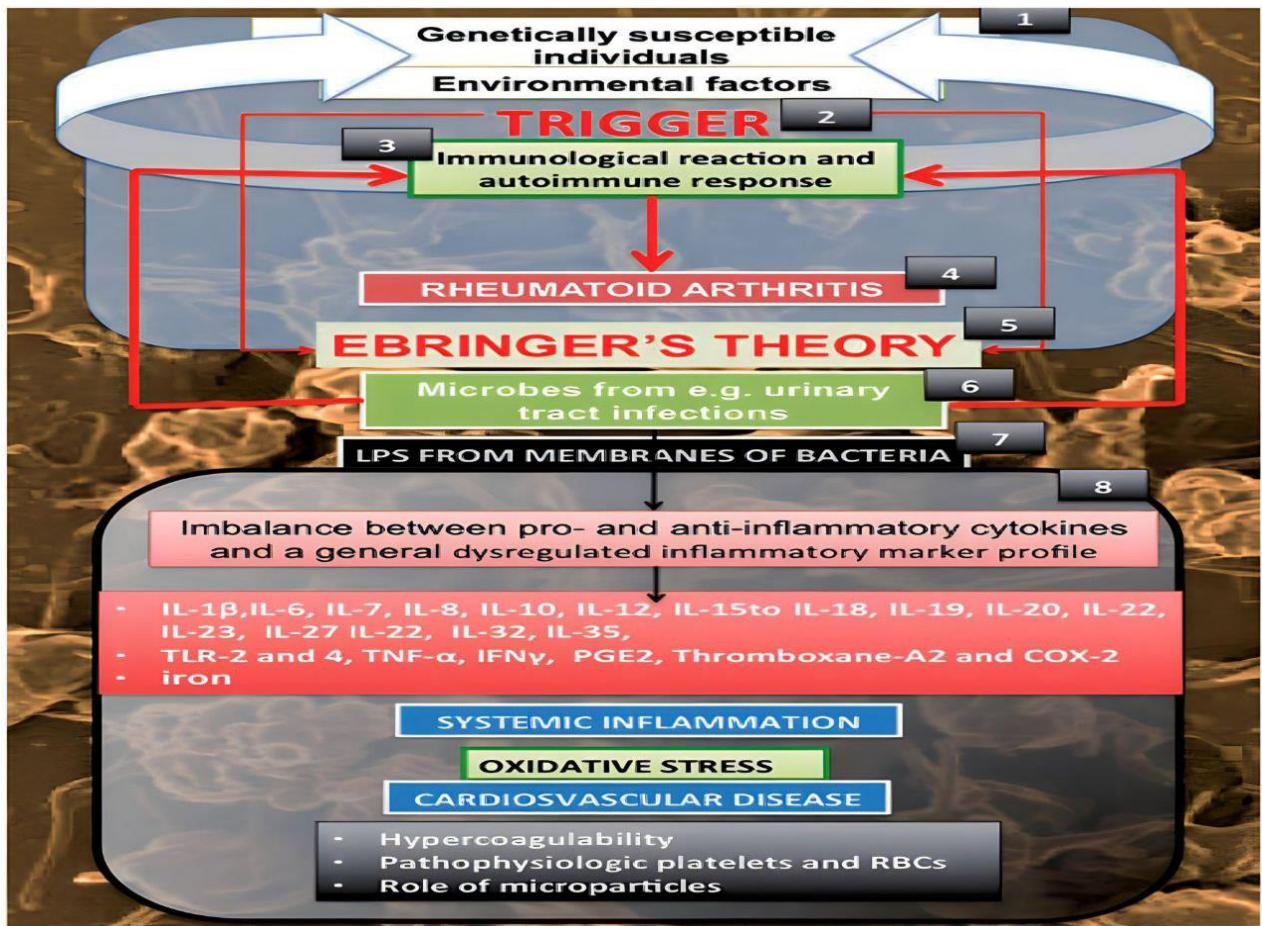 1
Genetically susceptible
individuals
Environmental factors
TRIGGER
2
3
Immunological reaction and
autoimmune response
4
RHEUMATOID ARTHRITIS
5
EBRINGER'S THEORY
6
Microbes from e.g. urinary
tract infections
7
LPS FROM MEMBRANES OF BACTERIA
8
Imbalance between pro- and anti-inflammatory cytokines
and a general dysregulated inflammatory marker profile
• IL-1β,IL-6, IL-7, IL-8, IL-10, IL-12, IL-15to IL-18, IL-19, IL-20, IL-22,
IL-23, IL-27 IL-22, IL-32, IL-35,
• TLR-2 and 4, TNF-α, IFNγ, PGE2, Thromboxane-A2 and COX-2
• iron
SYSTEMIC INFLAMMATION
OXIDATIVE STRESS
CARDIOSVASCULAR DISEASE
• Hypercoagulability
• Pathophysiologic platelets and RBCs
• Role of microparticles